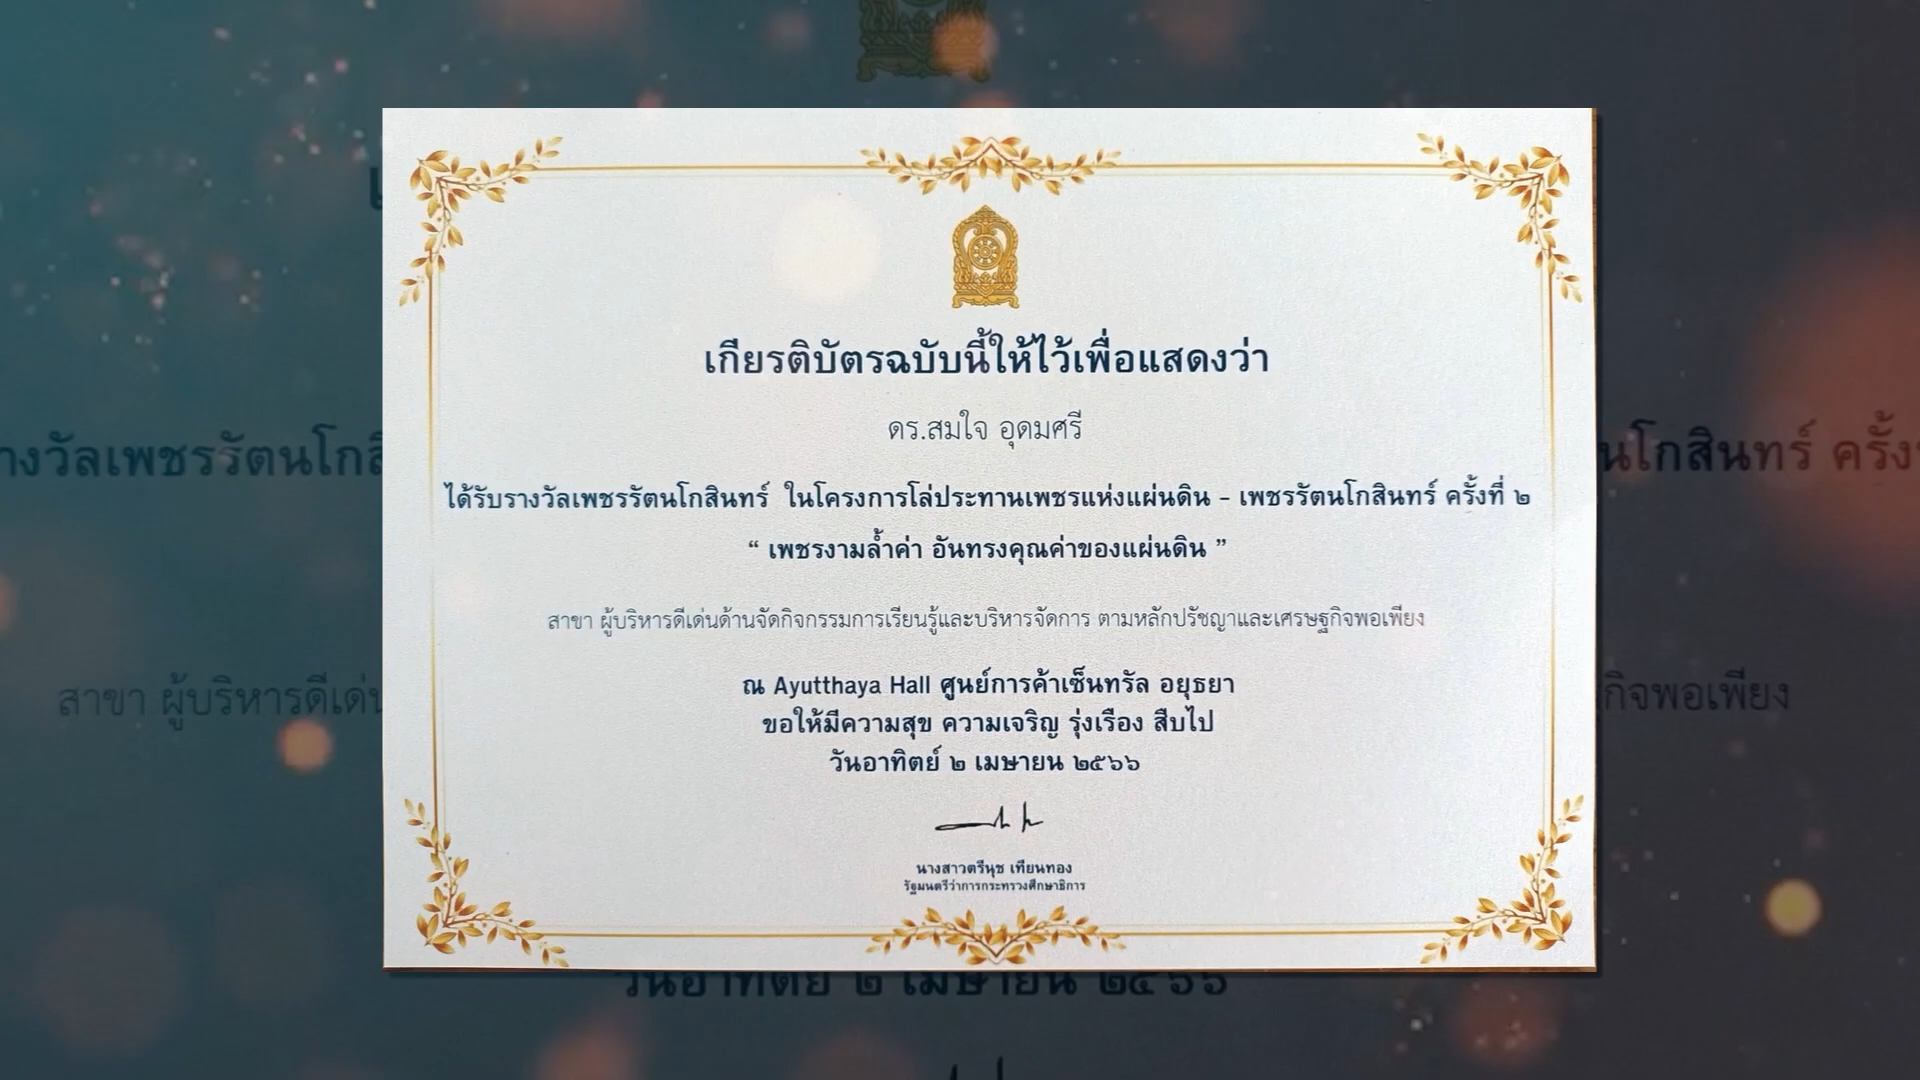 เกียรติบัตรฉบับนี้ให้ไว้เพื่อแสดงว่า
ดร.สมใจ อุดมศรี
ได้รับรางวัลเพชรรัตนโกสินทร์ ในโครงการโล่ประทานเพชรแห่งแผ่นดิน - เพชรรัตนโกสินทร์ ครั้งที่ ๒
“ เพชรงามล้ำค่า อันทรงคุณค่าของแผ่นดิน ”
สาขา ผู้บริหารดีเด่นด้านจัดกิจกรรมการเรียนรู้และบริหารจัดการ ตามหลักปรัชญาและเศรษฐกิจพอเพียง
ณ Ayutthaya Hall ศูนย์การค้าเซ็นทรัล อยุธยา
ขอให้มีความสุข ความเจริญ รุ่งเรือง สืบไป
วันอาทิตย์ ๒ เมษายน ๒๕๖๖
นางสาวตรีนุช เทียนทอง
รัฐมนตรีว่าการกระทรวงศึกษาธิการ